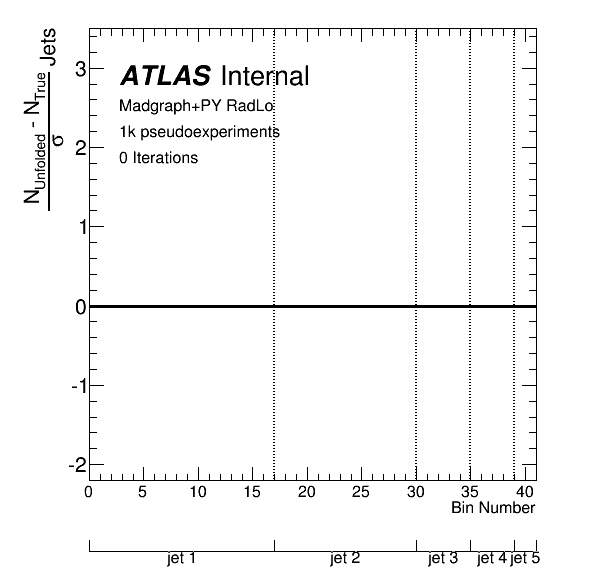 N_Unfolded - N_True Jets
σ
ATLAS Internal
Madgraph+PY RadLo
1k pseudoexperiments
0 Iterations
3
2
1
0
-1
-2
0 5 10 15 20 25 30 35 40
Bin Number
jet 1 jet 2 jet 3 jet 4 jet 5